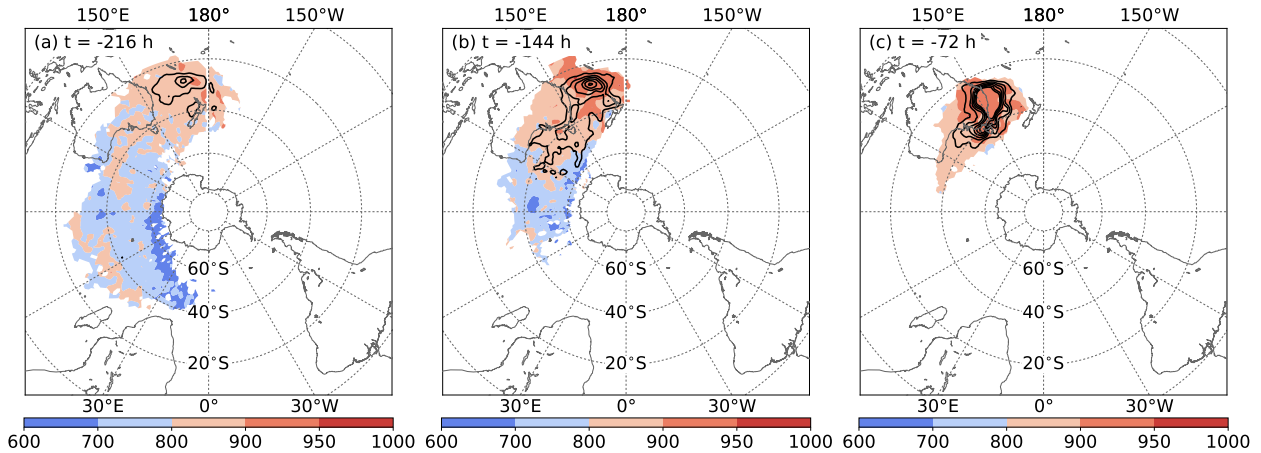 150°E 180° 150°W 150°E 180° 150°W 150°E 180° 150°W
(a) t = -216 h (b) t = -144 h (c) t = -72 h
60°S 60°S 60°S
40°S 40°S 40°S
20°S 20°S 20°S
30°E 0° 30°W 30°E 0° 30°W 30°E 0° 30°W
600 700 800 900 950 1000 600 700 800 900 950 1000 600 700 800 900 950 1000